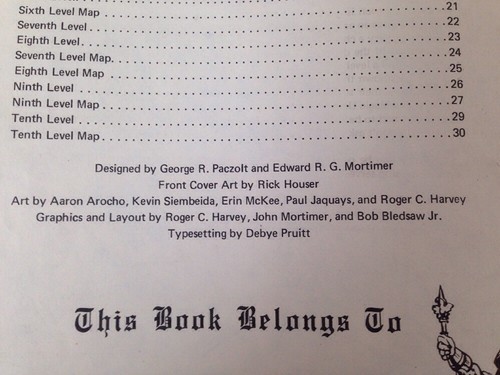 Sixth Level Map . . . . . . . . . . . . . . . . . . . . . . . . . . . . . . . . . . . . . . . . . . 21
Seventh Level . . . . . . . . . . . . . . . . . . . . . . . . . . . . . . . . . . . . . . . . . . . 22
Eighth Level . . . . . . . . . . . . . . . . . . . . . . . . . . . . . . . . . . . . . . . . . . . . 23
Seventh Level Map . . . . . . . . . . . . . . . . . . . . . . . . . . . . . . . . . . . . . . . 24
Eighth Level Map . . . . . . . . . . . . . . . . . . . . . . . . . . . . . . . . . . . . . . . . 25
Ninth Level . . . . . . . . . . . . . . . . . . . . . . . . . . . . . . . . . . . . . . . . . . . . . 26
Ninth Level Map . . . . . . . . . . . . . . . . . . . . . . . . . . . . . . . . . . . . . . . . . 27
Tenth Level . . . . . . . . . . . . . . . . . . . . . . . . . . . . . . . . . . . . . . . . . . . . . 29
Tenth Level Map . . . . . . . . . . . . . . . . . . . . . . . . . . . . . . . . . . . . . . . . . 30
Designed by George R. Paczolt and Edward R. G. Mortimer
Front Cover Art by Rick Houser
Art by Aaron Arocho, Kevin Siembeida, Erin McKee, Paul Jaquays, and Roger C. Harvey
Graphics and Layout by Roger C. Harvey, John Mortimer, and Bob Bledsaw Jr.
Typesetting by Debye Pruitt
This Book Belongs To